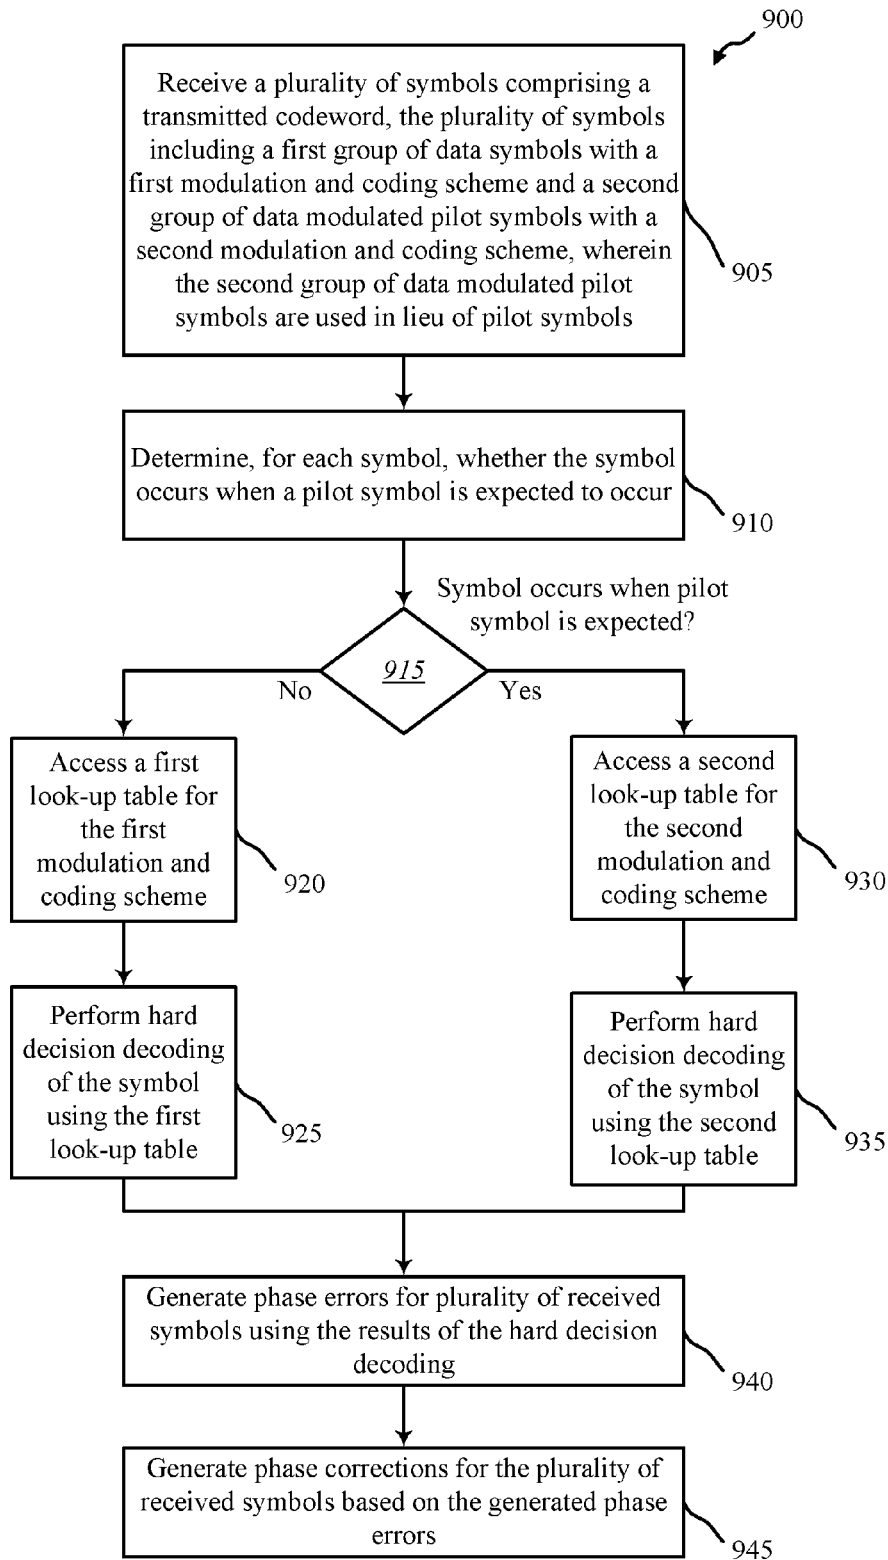 900
Receive a plurality of symbols comprising a
transmitted codeword, the plurality of symbols
including a first group of data symbols with a
first modulation and coding scheme and a second
group of data modulated pilot symbols with a
second modulation and coding scheme, wherein
the second group of data modulated pilot
symbols are used in lieu of pilot symbols
905
Determine, for each symbol, whether the symbol
occurs when a pilot symbol is expected to occur
910
Symbol occurs when pilot
symbol is expected?
915
No
Yes
Access a first
look-up table for
the first
modulation and
coding scheme
920
Access a second
look-up table for
the second
modulation and
coding scheme
930
Perform hard
decision decoding
of the symbol
using the first
look-up table
925
Perform hard
decision decoding
of the symbol
using the second
look-up table
935
Generate phase errors for plurality of received
symbols using the results of the hard decision
decoding
940
Generate phase corrections for the plurality of
received symbols based on the generated phase
errors
945